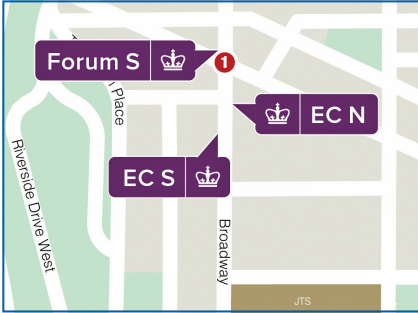 Forum S
1
n Place
EC N
EC S
Riverside Drive West
Broadway
JTS